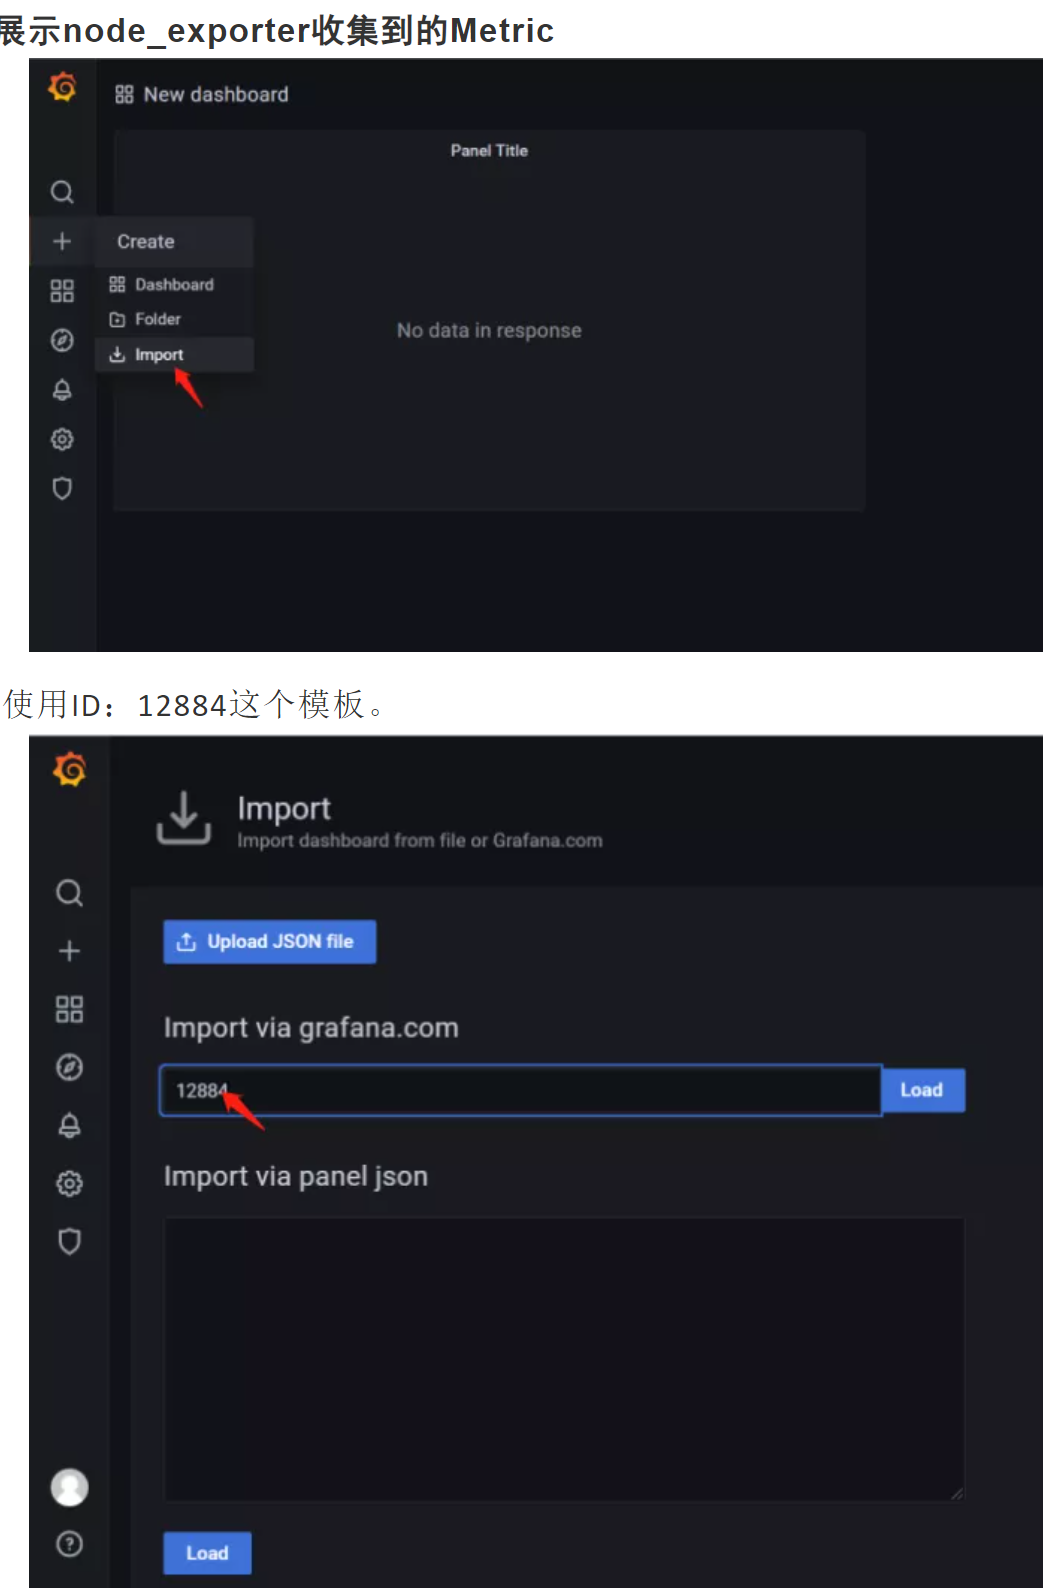 展示node_exporter收集到的Metric
New dashboard
Panel Title
Create
Dashboard
Folder
Import
No data in response
使用ID：12884这个模板。
Import
Import dashboard from file or Grafana.com
Upload JSON file
Import via grafana.com
12884
Load
Import via panel json
Load